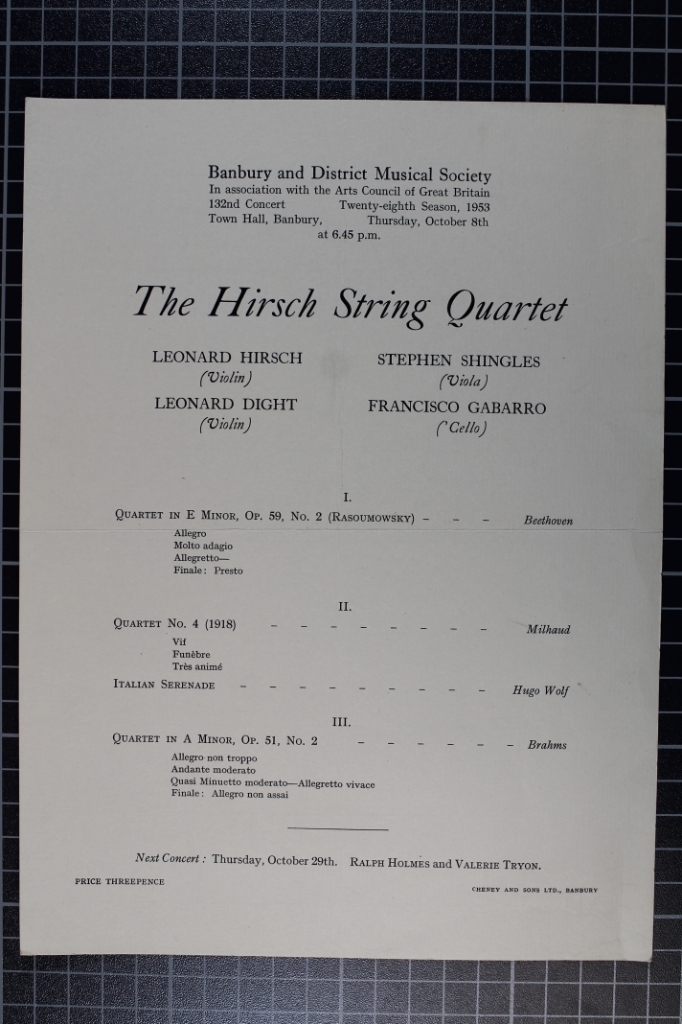 Banbury and District Musical Society
In association with the Arts Council of Great Britain
132nd Concert Twenty-eighth Season, 1953
Town Hall, Banbury, Thursday, October 8th
at 6.45 p.m.
The Hirsch String Quartet
LEONARD HIRSCH STEPHEN SHINGLES
(Violin) (Viola)
LEONARD DIGHT FRANCISCO GABARRO
(Violin) ('Cello)
I.
QUARTET IN E MINOR, OP. 59, NO. 2 (RASOUMOWSKY) – – – Beethoven
Allegro
Molto adagio
Allegretto—
Finale: Presto
II.
QUARTET NO. 4 (1918) – – – – – – – – Milhaud
Vif
Funèbre
Très animé
ITALIAN SERENADE – – – – – – – – – Hugo Wolf
III.
QUARTET IN A MINOR, OP. 51, NO. 2 – – – – – – Brahms
Allegro non troppo
Andante moderato
Quasi Minuetto moderato—Allegretto vivace
Finale: Allegro non assai
Next Concert: Thursday, October 29th. RALPH HOLMES and VALERIE TRYON.
PRICE THREEPENCE
CHENEY AND SONS LTD., BANBURY